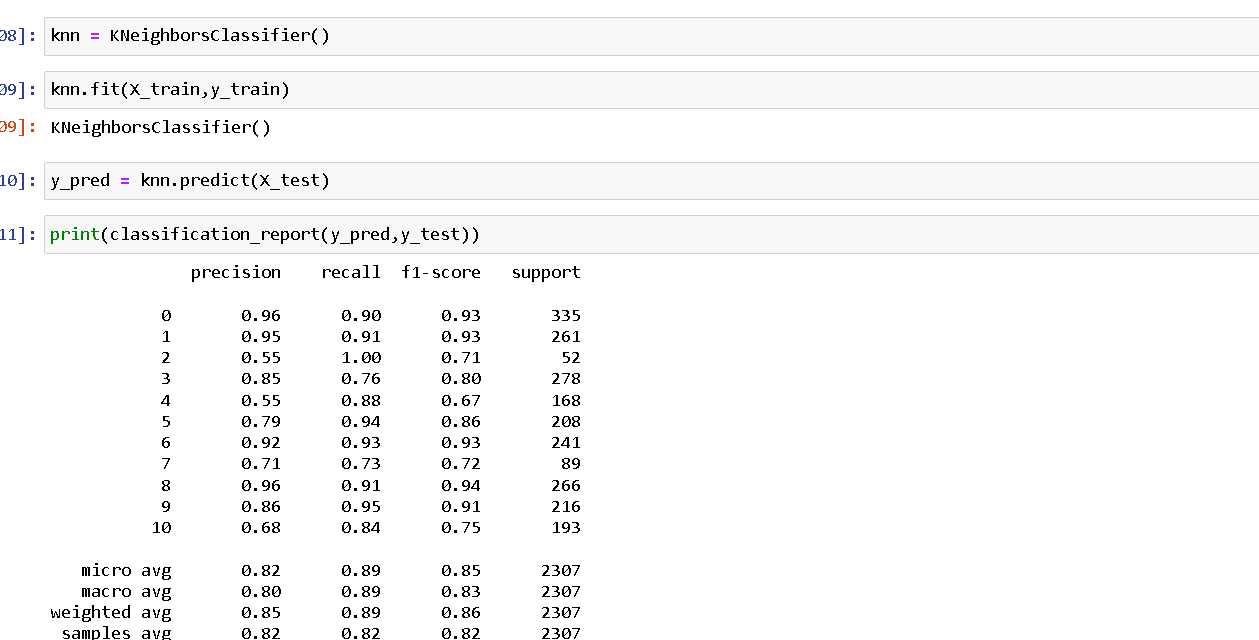 08]: knn = KNeighborsClassifier()
09]: knn.fit(X_train,y_train)
09]: KNeighborsClassifier()
10]: y_pred = knn.predict(X_test)
11]: print(classification_report(y_pred,y_test))
precision recall f1-score support
0 0.96 0.90 0.93 335
1 0.95 0.91 0.93 261
2 0.55 1.00 0.71 52
3 0.85 0.76 0.80 278
4 0.55 0.88 0.67 168
5 0.79 0.94 0.86 208
6 0.92 0.93 0.93 241
7 0.71 0.73 0.72 89
8 0.96 0.91 0.94 266
9 0.86 0.95 0.91 216
10 0.68 0.84 0.75 193
micro avg 0.82 0.89 0.85 2307
macro avg 0.80 0.89 0.83 2307
weighted avg 0.85 0.89 0.86 2307
samples avg 0.82 0.82 0.82 2307